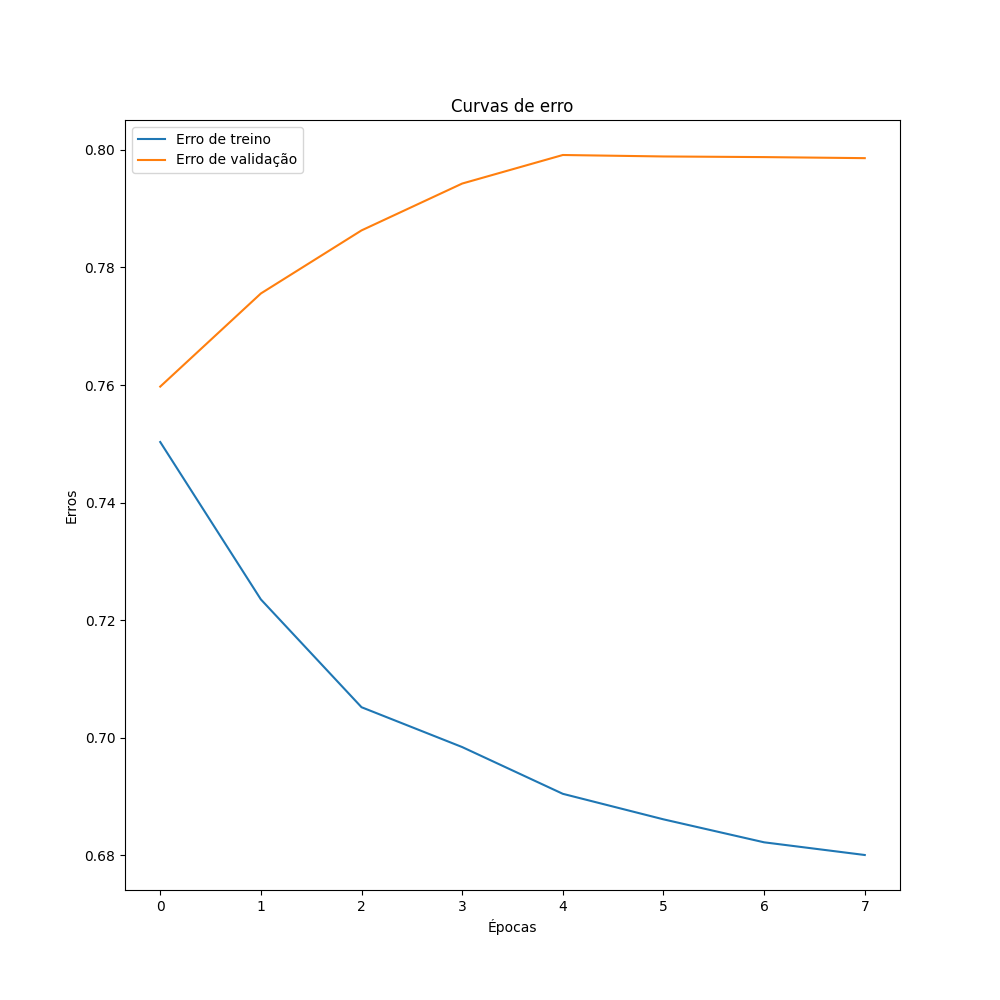 Curvas de erro
Erro de treino
Erro de validação
0.80
0.78
0.76
0.74
0.72
0.70
0.68
Erros
0 1 2 3 4 5 6 7
Épocas